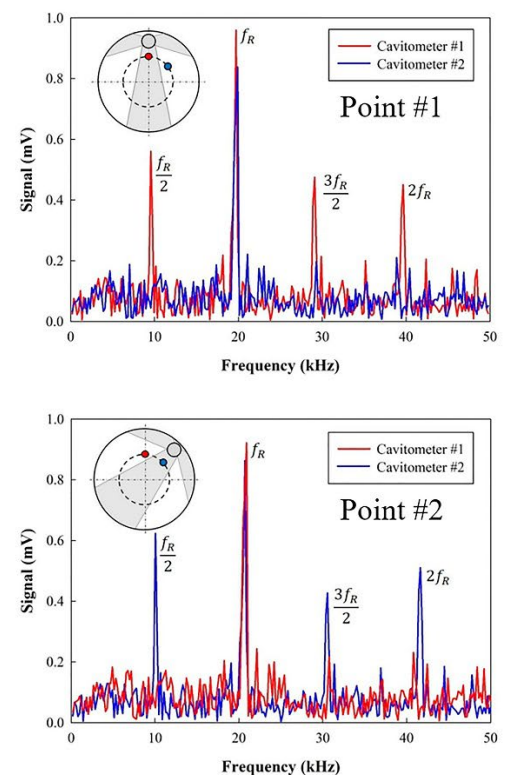 1.0
0.8
0.6
0.4
0.2
0.0
Signal (mV)
f_R
f_R
2
3f_R
2
2f_R
Cavitometer #1
Cavitometer #2
Point #1
0
10
20
30
40
50
Frequency (kHz)
1.0
0.8
0.6
0.4
0.2
0.0
Signal (mV)
f_R
f_R
2
3f_R
2
2f_R
Cavitometer #1
Cavitometer #2
Point #2
0
10
20
30
40
50
Frequency (kHz)